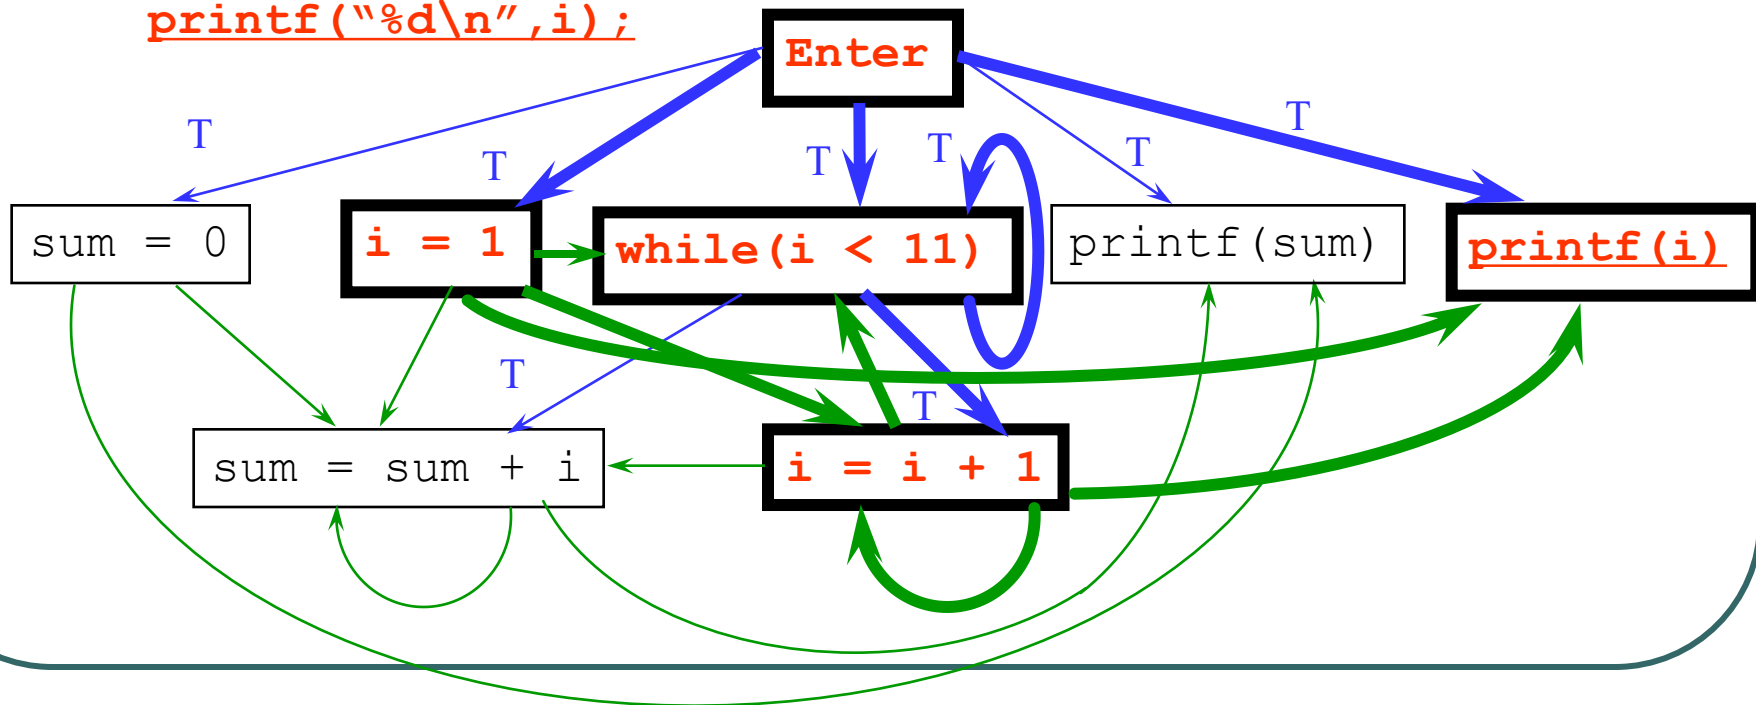 printf(“%d\n”,i);
Enter
T
T
T
T
T
T
sum = 0
i = 1
while(i < 11)
printf(sum)
printf(i)
T
T
sum = sum + i
i = i + 1